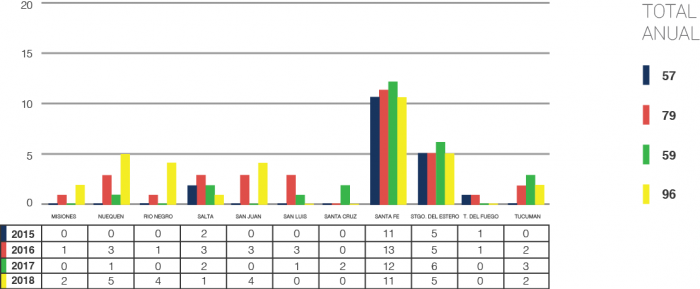 TOTAL
ANUAL
57
79
59
96
20
15
10
5
0
MISIONES NUEQUEN RIO NEGRO SALTA SAN JUAN SAN LUIS SANTA CRUZ SANTA FE STGO. DEL ESTERO T. DEL FUEGO TUCUMAN
2015 0 0 0 2 0 0 0 11 5 1 0
2016 1 3 1 3 3 3 0 13 5 1 2
2017 0 1 0 2 0 1 2 12 6 0 3
2018 2 5 4 1 4 0 0 11 5 0 2